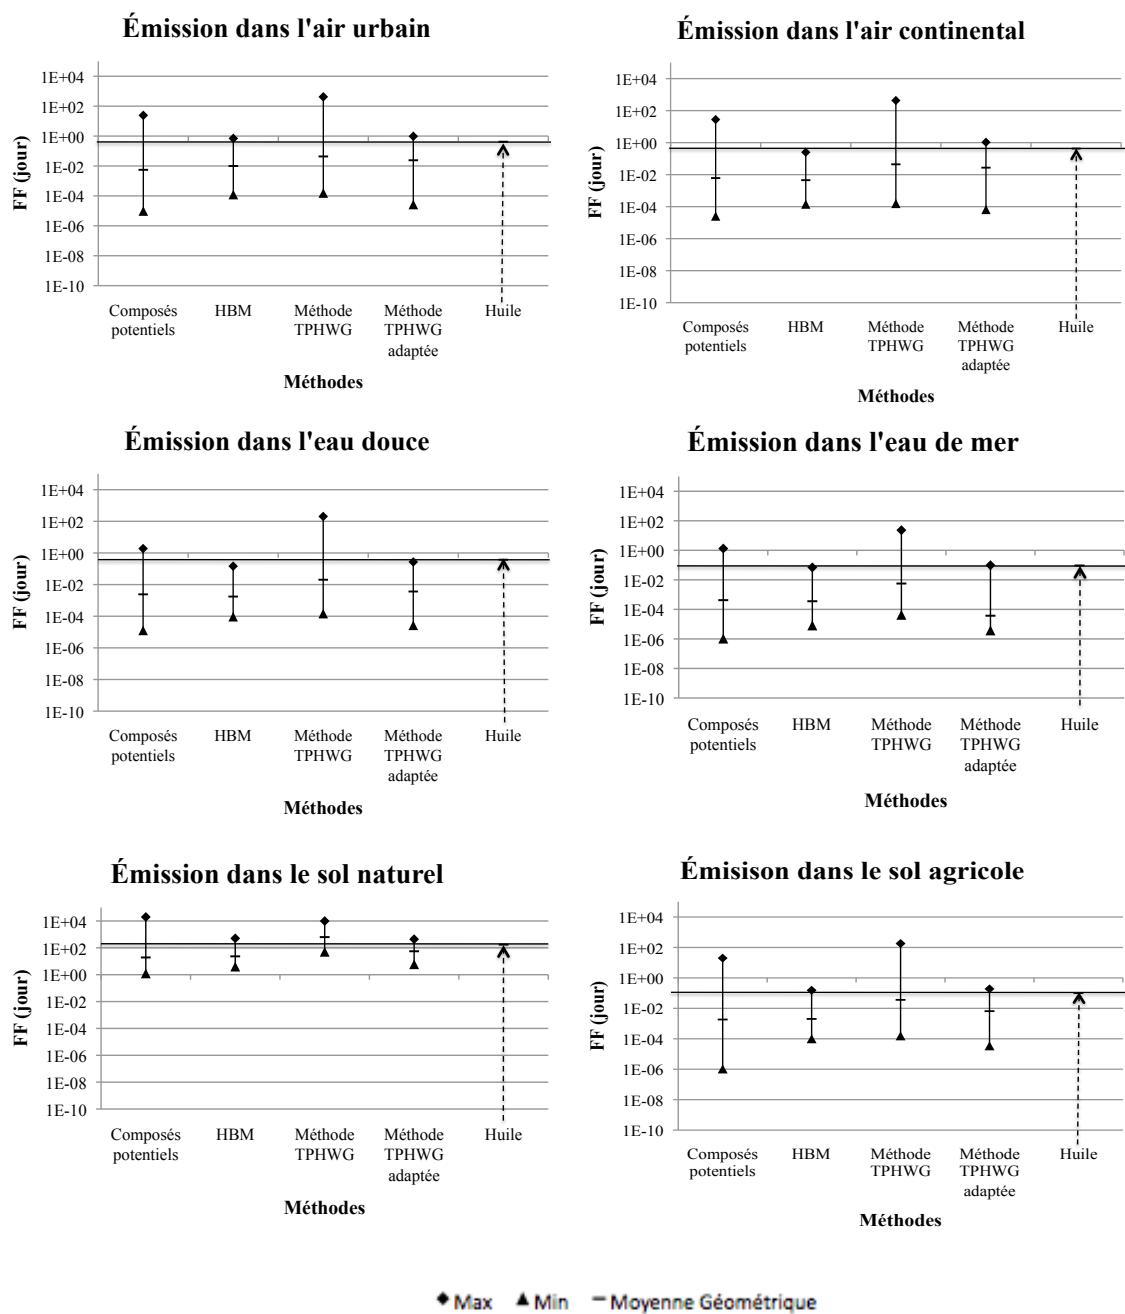 Émission dans l'air urbain
FF (jour)
1E+04
1E+02
1E+00
1E-02
1E-04
1E-06
1E-08
1E-10
Composés
potentiels
HBM
Méthode
TPHWG
Méthode
TPHWG
adaptée
Huile
Méthodes
Émission dans l'air continental
FF (jour)
1E+04
1E+02
1E+00
1E-02
1E-04
1E-06
1E-08
1E-10
Composés
potentiels
HBM
Méthode
TPHWG
Méthode
TPHWG
adaptée
Huile
Méthodes
Émission dans l'eau douce
FF (jour)
1E+04
1E+02
1E+00
1E-02
1E-04
1E-06
1E-08
1E-10
Composés
potentiels
HBM
Méthode
TPHWG
Méthode
TPHWG
adaptée
Huile
Méthodes
Émission dans l'eau de mer
FF (jour)
1E+04
1E+02
1E+00
1E-02
1E-04
1E-06
1E-08
1E-10
Composés
potentiels
HBM
Méthode
TPHWG
Méthode
TPHWG
adaptée
Huile
Méthodes
Émission dans le sol naturel
FF (jour)
1E+04
1E+02
1E+00
1E-02
1E-04
1E-06
1E-08
1E-10
Composés
potentiels
HBM
Méthode
TPHWG
Méthode
TPHWG
adaptée
Huile
Méthodes
Émisison dans le sol agricole
FF (jour)
1E+04
1E+02
1E+00
1E-02
1E-04
1E-06
1E-08
1E-10
Composés
potentiels
HBM
Méthode
TPHWG
Méthode
TPHWG
adaptée
Huile
Méthodes
Max Min Moyenne Géométrique